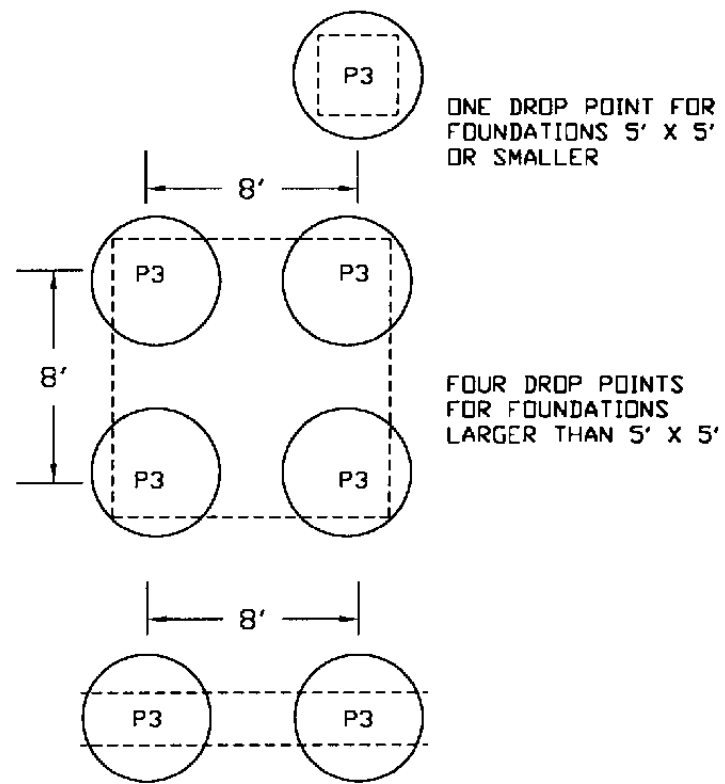 P3
ONE DROP POINT FOR
FOUNDATIONS 5' X 5'
OR SMALLER
8'
P3 P3
8'
FOUR DROP POINTS
FOR FOUNDATIONS
LARGER THAN 5' X 5'
P3 P3
8'
P3 P3